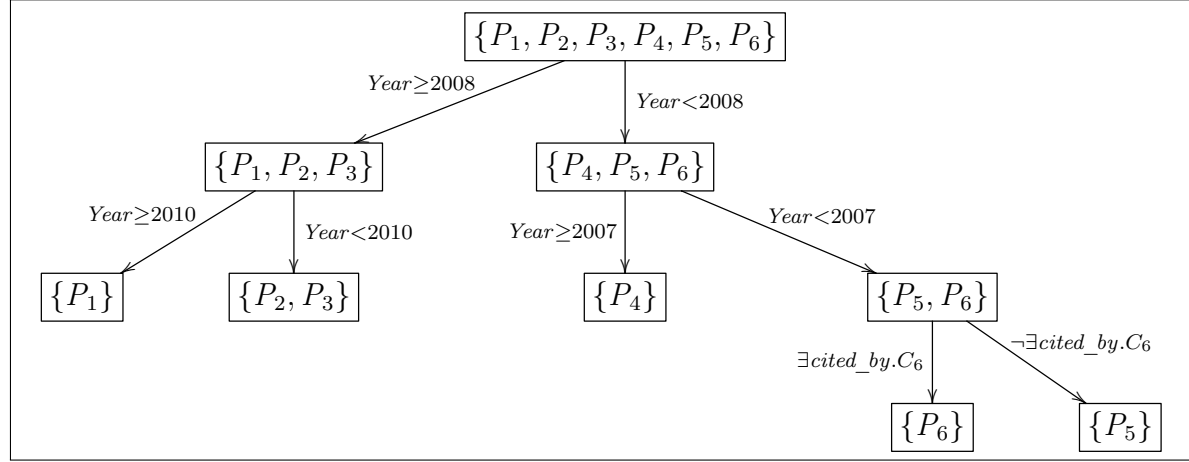 {P₁, P₂, P₃, P₄, P₅, P₆}
Year≥2008
Year<2008
{P₁, P₂, P₃}
{P₄, P₅, P₆}
Year≥2010
Year<2010
Year≥2007
Year<2007
{P₁}
{P₂, P₃}
{P₄}
{P₅, P₆}
∃cited_by.C₆
¬∃cited_by.C₆
{P₆}
{P₅}